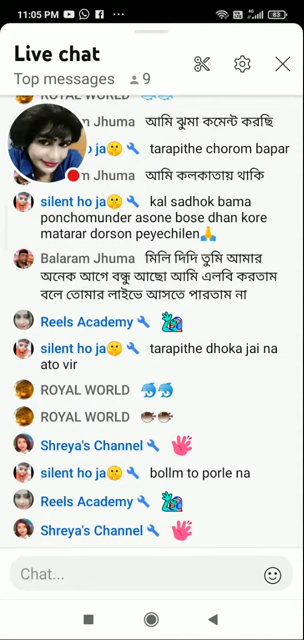 11:05 PM
83
Live chat
Top messages 9
ROYAL WORLD
m Jhuma আমি ঝুমা কমেন্ট করছি
ja🤫 tarapithe chorom bapar
m Jhuma আমি কলকাতায় থাকি
silent ho ja🤫 kal sadhok bama
ponchomunder asone bose dhan kore
matarar dorson peyechilen🙏
Balaram Jhuma মিলি দিদি তুমি আমার
অনেক আগে বন্ধু আছো আমি এলবি করতাম
বলে তোমার লাইভে আসতে পারতাম না
Reels Academy
silent ho ja🤫 tarapithe dhoka jai na
ato vir
ROYAL WORLD 🐬🐬
ROYAL WORLD
Shreya's Channel
silent ho ja🤫 bollm to porle na
Reels Academy
Shreya's Channel
Chat...